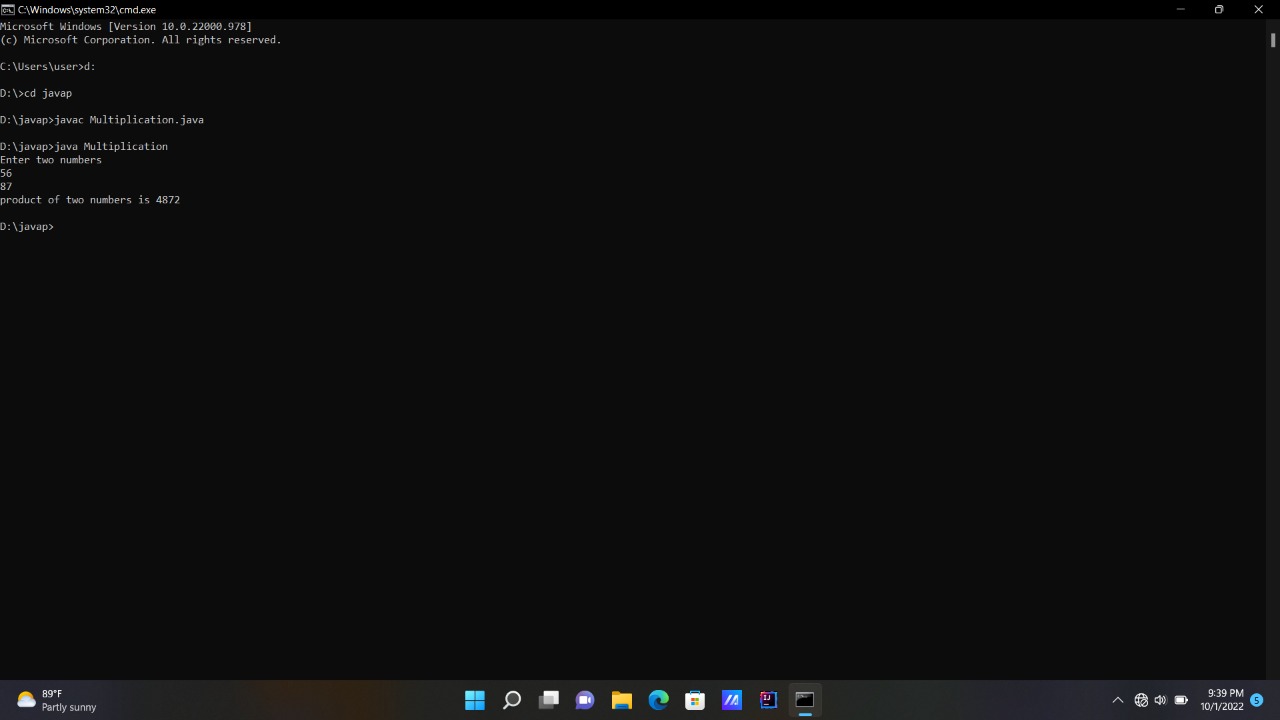 C:\Windows\system32\cmd.exe
Microsoft Windows [Version 10.0.22000.978]
(c) Microsoft Corporation. All rights reserved.
C:\Users\user>d:
D:\>cd javap
D:\javap>javac Multiplication.java
D:\javap>java Multiplication
Enter two numbers
56
87
product of two numbers is 4872
D:\javap>
89°F
Partly sunny
9:39 PM
10/1/2022
5